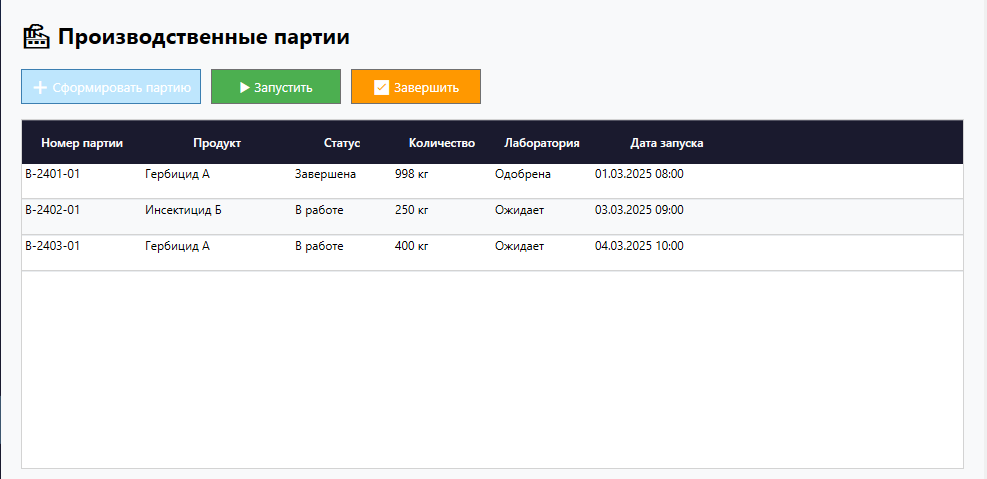 Производственные партии
Сформировать партию Запустить Завершить
Номер партии Продукт Статус Количество Лаборатория Дата запуска
B-2401-01 Гербицид А Завершена 998 кг Одобрена 01.03.2025 08:00
B-2402-01 Инсектицид Б В работе 250 кг Ожидает 03.03.2025 09:00
B-2403-01 Гербицид А В работе 400 кг Ожидает 04.03.2025 10:00